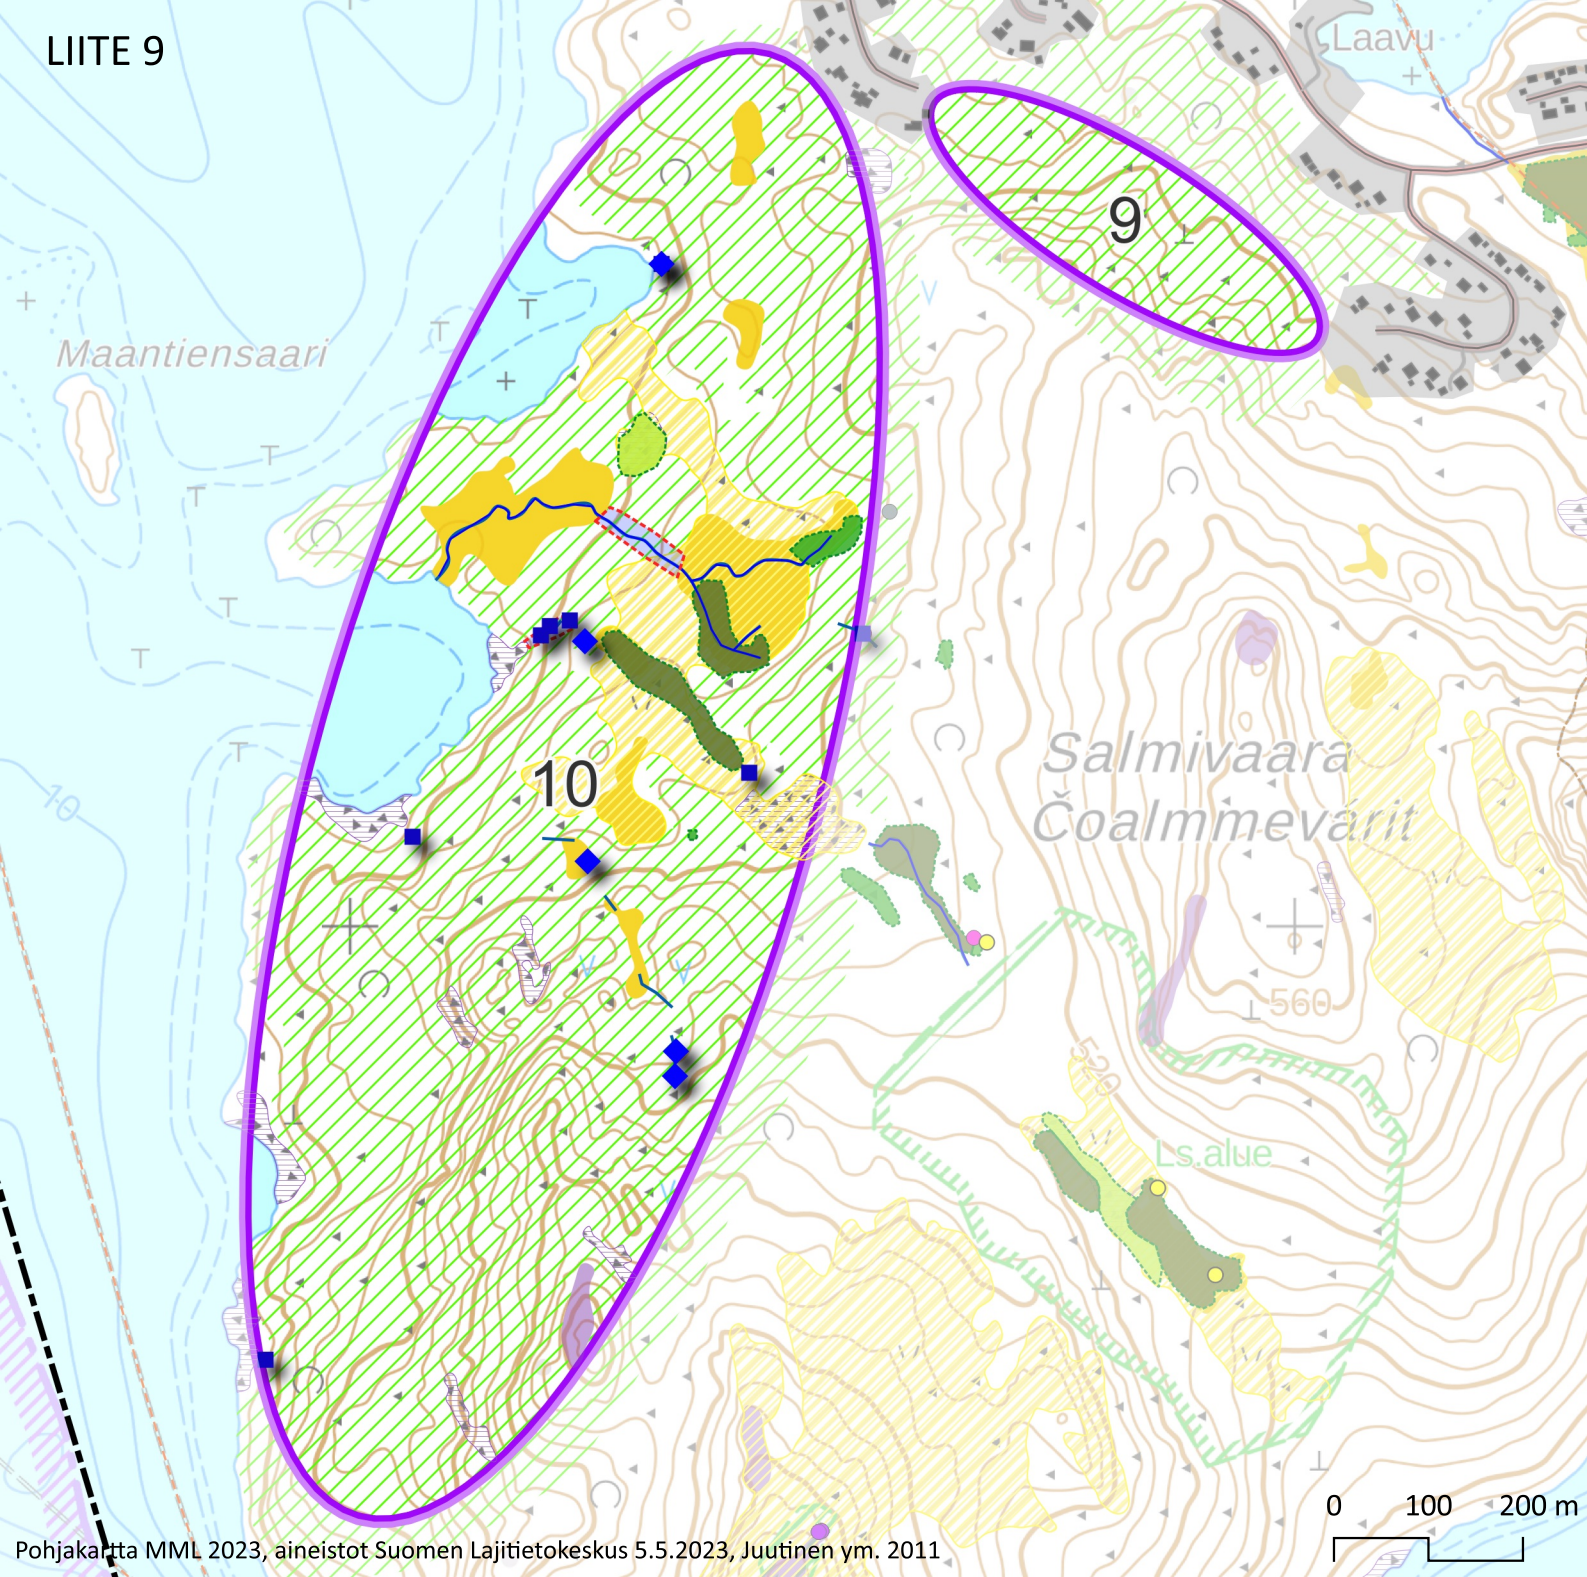 LIITE 9
Laavu
9
Maantiensaari
10
10
Salmivaara
Čoalmmevárit
560
520
Ls.alue
0 100 200 m
Pohjakartta MML 2023, aineistot Suomen Lajitietokeskus 5.5.2023, Juutinen ym. 2011